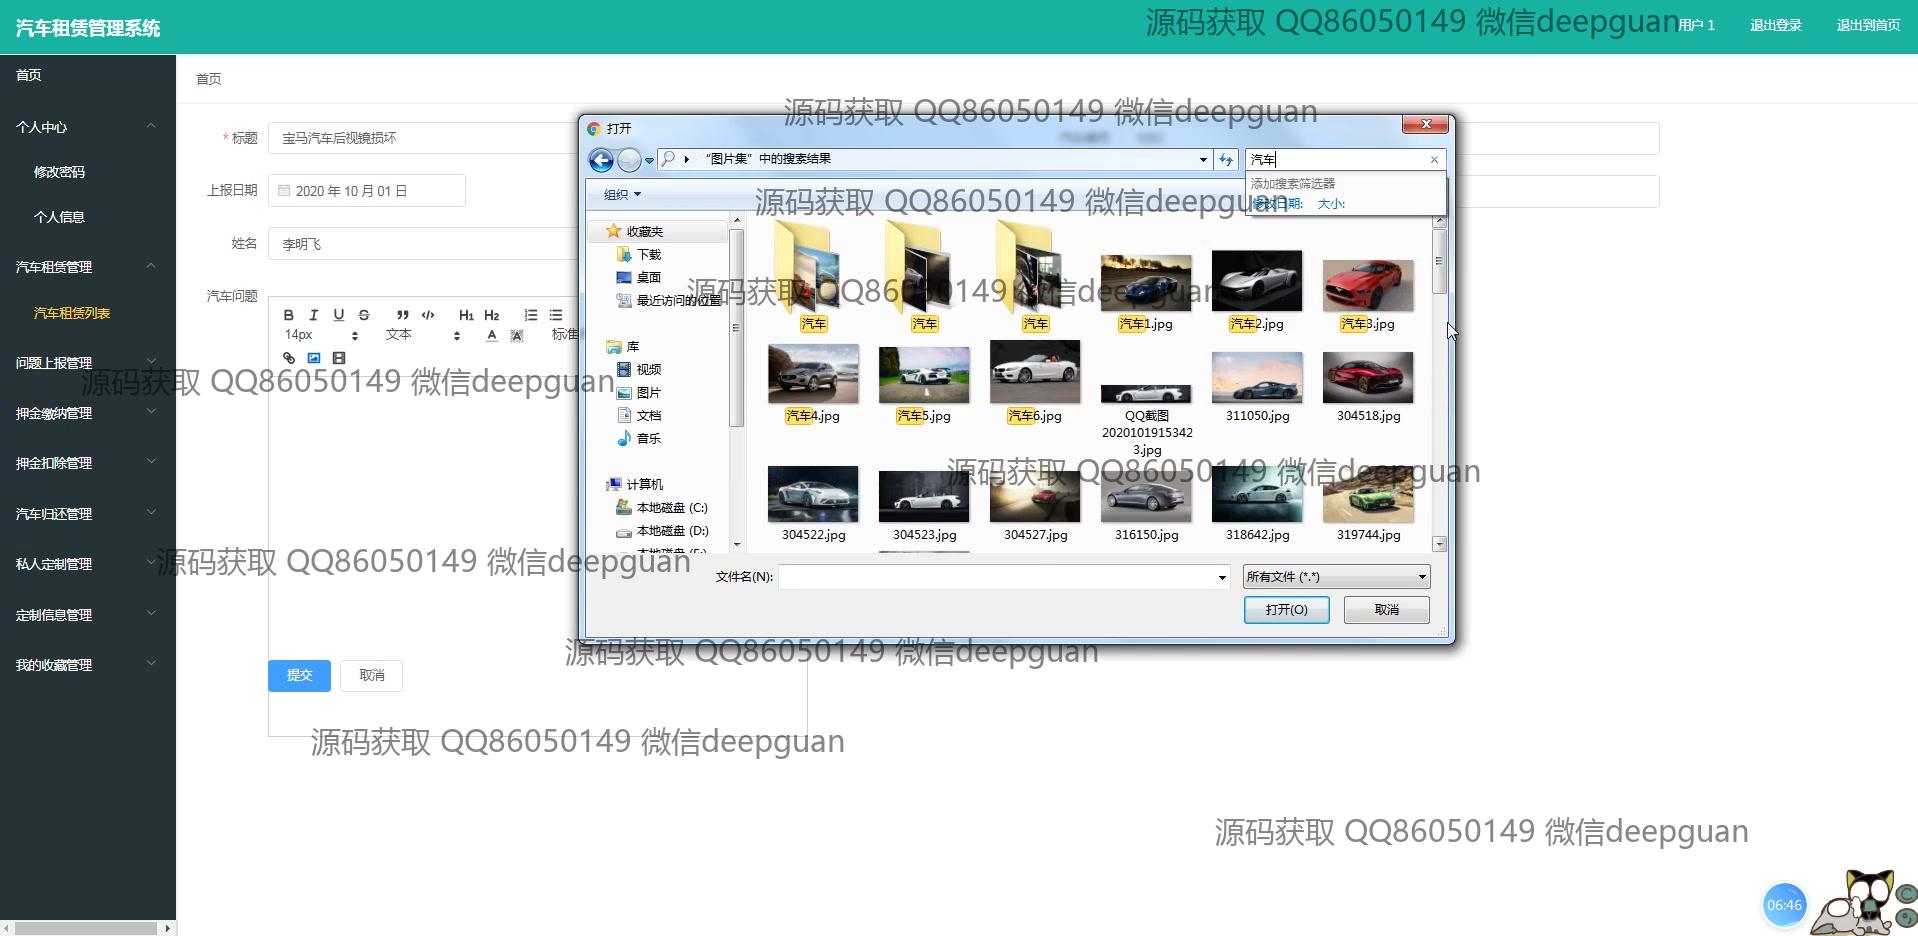 汽车租赁管理系统
源码获取 QQ86050149 微信deepguan
用户 1
退出登录
退出到首页
首页
个人中心
修改密码
个人信息
汽车租赁管理
汽车租赁列表
问题上报管理
押金缴纳管理
押金扣除管理
汽车归还管理
私人定制管理
定制信息管理
我的收藏管理
首页
源码获取 QQ86050149 微信deepguan
* 标题
宝马汽车后视镜损坏
上报日期
2020 年 10 月 01 日
姓名
李明飞
汽车问题
B I U S
H1 H2
14px
文本
A
标准
提交
取消
打开
"图片集" 中的搜索结果
汽车
添加搜索筛选器
修改日期:
大小:
组织
源码获取 QQ86050149 微信deepguan
收藏夹
下载
桌面
最近访问的位置
库
视频
图片
文档
音乐
计算机
本地磁盘 (C:)
本地磁盘 (D:)
源码获取 QQ86050149 微信deepguan
汽车
汽车
汽车
汽车1.jpg
汽车2.jpg
汽车3.jpg
汽车4.jpg
汽车5.jpg
汽车6.jpg
QQ截图
2020101915342
3.jpg
311050.jpg
304518.jpg
源码获取 QQ86050149 微信deepguan
源码获取 QQ86050149 微信deepguan
304522.jpg
304523.jpg
304527.jpg
316150.jpg
318642.jpg
319744.jpg
源码获取 QQ86050149 微信deepguan
文件名(N):
所有文件 (*.*)
打开(O)
取消
源码获取 QQ86050149 微信deepguan
源码获取 QQ86050149 微信deepguan
源码获取 QQ86050149 微信deepguan
06:46